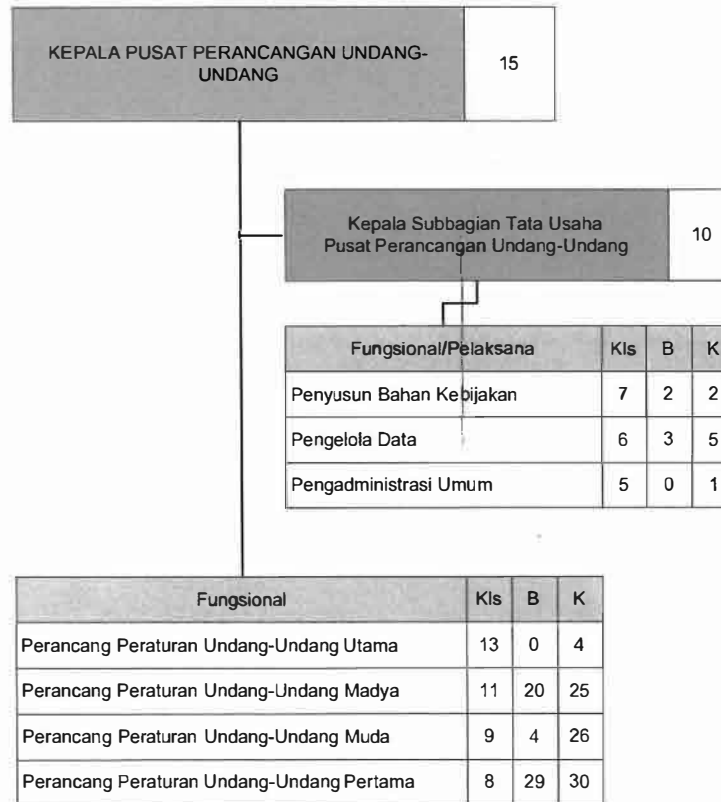 KEPALA PUSAT PERANCANGAN UNDANG-
UNDANG
15
Kepala Subbagian Tata Usaha
Pusat Perancangan Undang-Undang
10
Fungsional/Pelaksana Kls B K
Penyusun Bahan Kebijakan 7 2 2
Pengelola Data 6 3 5
Pengadministrasi Umum 5 0 1
Fungsional Kls B K
Perancang Peraturan Undang-Undang Utama 13 0 4
Perancang Peraturan Undang-Undang Madya 11 20 25
Perancang Peraturan Undang-Undang Muda 9 4 26
Perancang Peraturan Undang-Undang Pertama 8 29 30